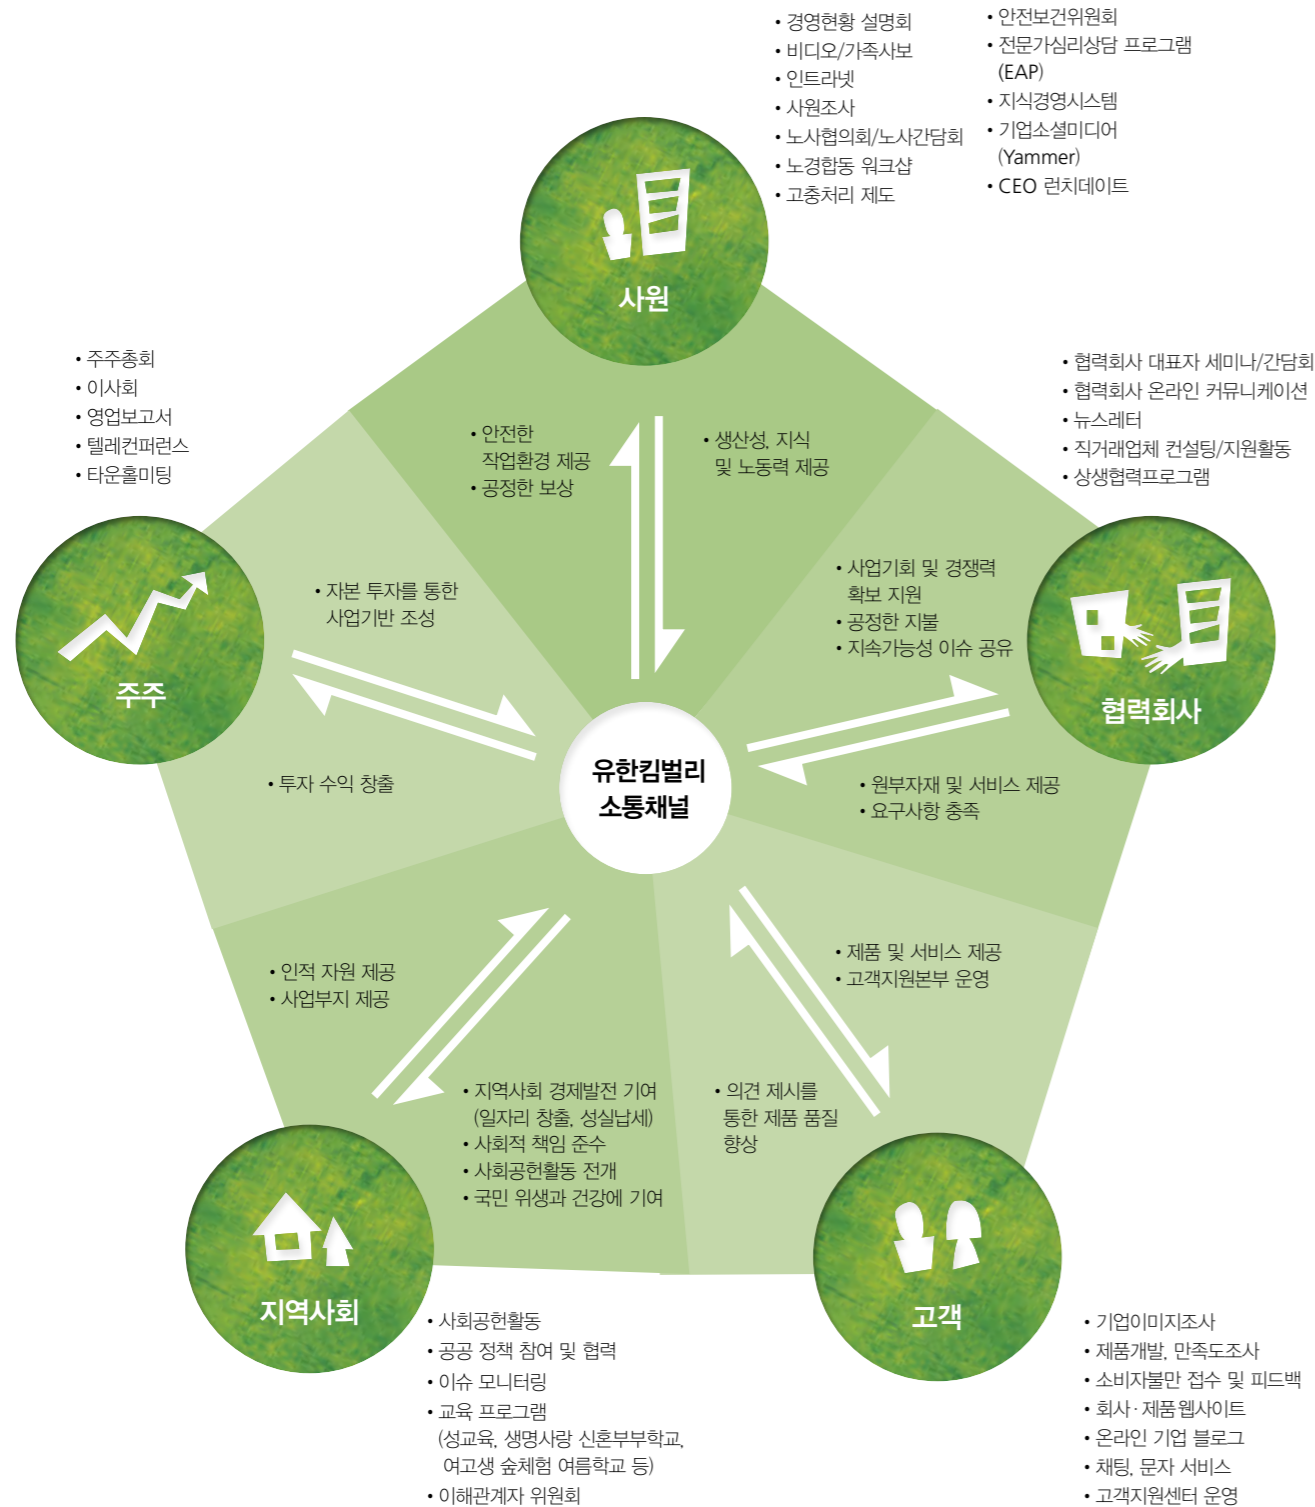 • 경영현황 설명회
• 비디오/가족사보
• 인트라넷
• 사원조사
• 노사협의회/노사간담회
• 노경합동 워크샵
• 고충처리 제도
• 안전보건위원회
• 전문가심리상담 프로그램
(EAP)
• 지식경영시스템
• 기업소셜미디어
(Yammer)
• CEO 런치데이트
사원
• 주주총회
• 이사회
• 영업보고서
• 텔레컨퍼런스
• 타운홀미팅
• 협력회사 대표자 세미나/간담회
• 협력회사 온라인 커뮤니케이션
• 뉴스레터
• 직거래업체 컨설팅/지원활동
• 상생협력프로그램
• 안전한
작업환경 제공
• 공정한 보상
• 생산성, 지식
및 노동력 제공
• 자본 투자를 통한
사업기반 조성
• 사업기회 및 경쟁력
확보 지원
• 공정한 지불
• 지속가능성 이슈 공유
주주
협력회사
유한킴벌리
소통채널
• 투자 수익 창출
• 원부자재 및 서비스 제공
• 요구사항 충족
• 인적 자원 제공
• 사업부지 제공
• 제품 및 서비스 제공
• 고객지원본부 운영
• 지역사회 경제발전 기여
(일자리 창출, 성실납세)
• 사회적 책임 준수
• 사회공헌활동 전개
• 국민 위생과 건강에 기여
• 의견 제시를
통한 제품 품질
향상
지역사회
고객
• 사회공헌활동
• 공공 정책 참여 및 협력
• 이슈 모니터링
• 교육 프로그램
(성교육, 생명사랑 신혼부부학교,
여고생 숲체험 여름학교 등)
• 이해관계자 위원회
• 기업이미지조사
• 제품개발, 만족도조사
• 소비자불만 접수 및 피드백
• 회사·제품웹사이트
• 온라인 기업 블로그
• 채팅, 문자 서비스
• 고객지원센터 운영